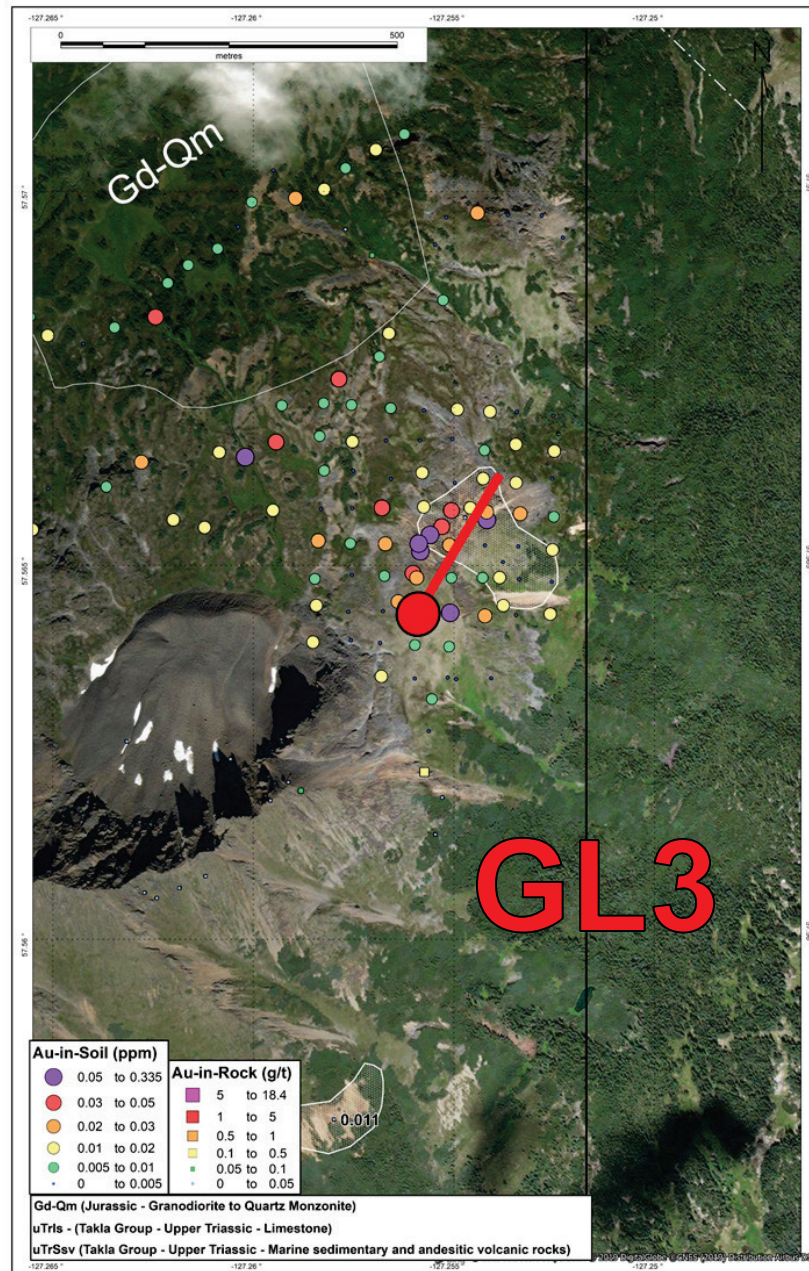 -127.265 ° -127.26 ° -127.255 ° -127.25 °
0 500
metres
N
Gd-Qm
57.57 °
57.565 °
57.56 °
GL3
0.011
Au-in-Soil (ppm)
0.05 to 0.335
0.03 to 0.05
0.02 to 0.03
0.01 to 0.02
0.005 to 0.01
0 to 0.005
Au-in-Rock (g/t)
5 to 18.4
1 to 5
0.5 to 1
0.1 to 0.5
0.05 to 0.1
0 to 0.05
Gd-Qm (Jurassic - Granodiorite to Quartz Monzonite)
uTrls - (Takla Group - Upper Triassic - Limestone)
uTrSsv (Takla Group - Upper Triassic - Marine sedimentary and andesitic volcanic rocks)
-127.265 ° -127.26 ° -127.255 ° -127.25 °